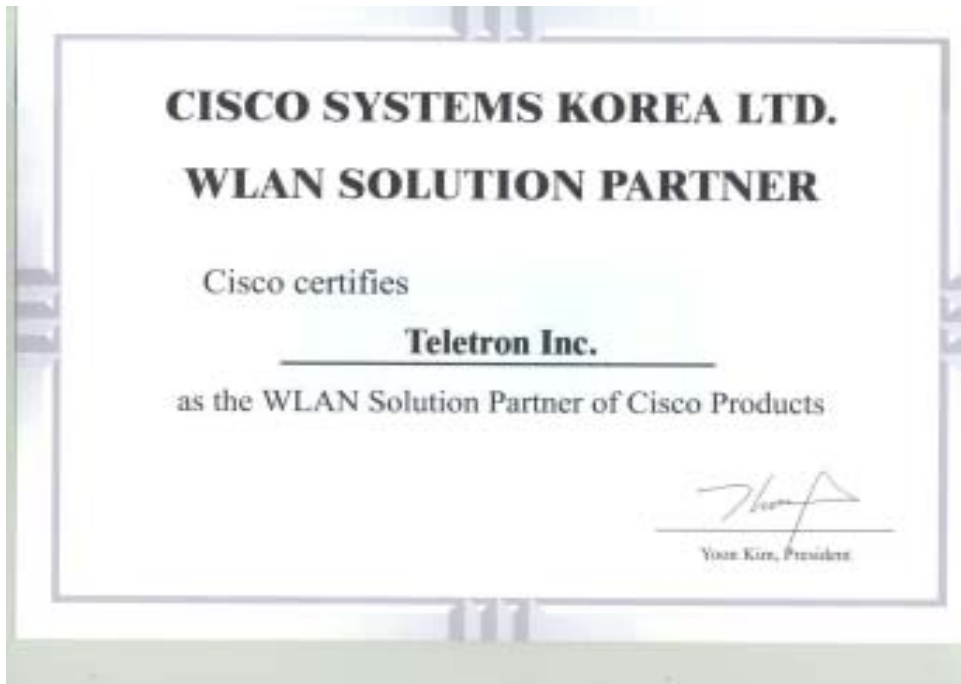 CISCO SYSTEMS KOREA LTD.
WLAN SOLUTION PARTNER
Cisco certifies
Teletron Inc.
as the WLAN Solution Partner of Cisco Products
Yoon Kim, President